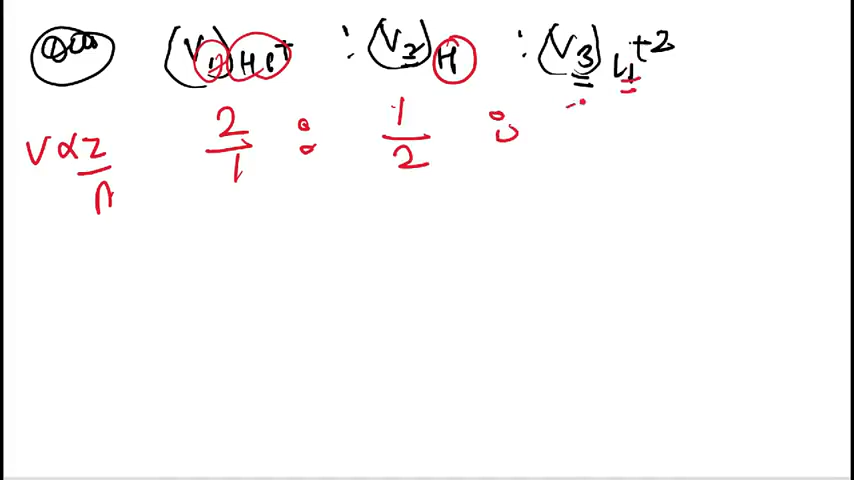 (V₁)He⁺ : (V₂)H : (V₃)Li⁺²
V ∝ Z/n 2/1 : 1/2 :